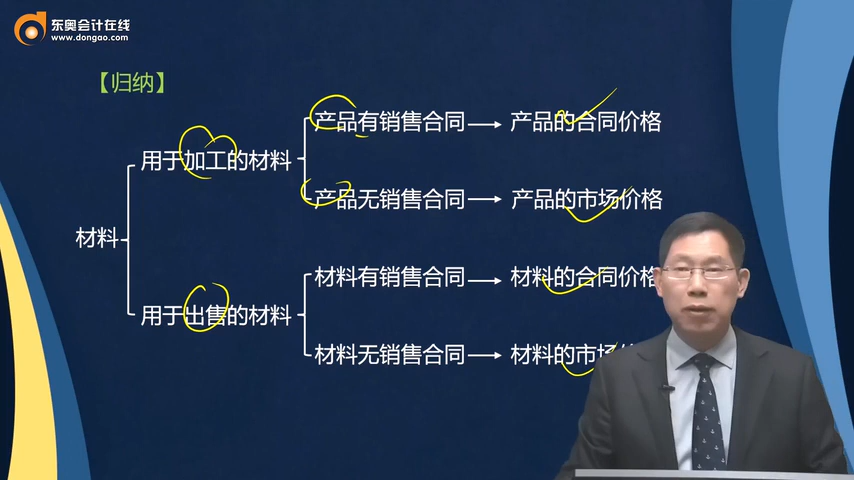 东奥会计在线
www.dongao.com
【归纳】
产品有销售合同 产品的合同价格
用于加工的材料
产品无销售合同 产品的市场价格
材料
材料有销售合同 材料的合同价格
用于出售的材料
材料无销售合同 材料的市场